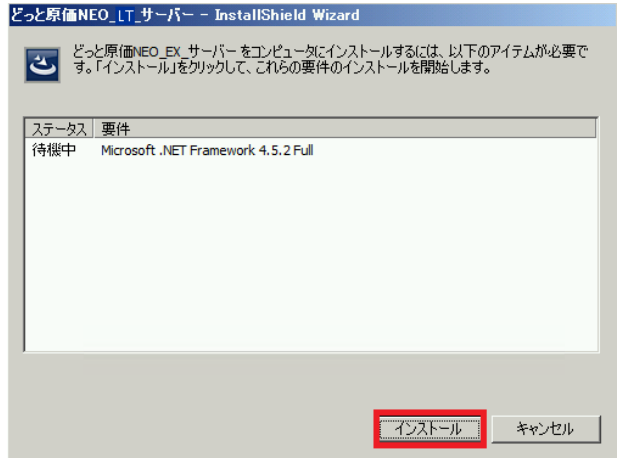 どっと原価NEO_LT_サーバー - InstallShield Wizard
どっと原価NEO_EX_サーバー をコンピュータにインストールするには、以下のアイテムが必要で
す。「インストール」をクリックして、これらの要件のインストールを開始します。
ステータス 要件
待機中 Microsoft .NET Framework 4.5.2 Full
インストール キャンセル